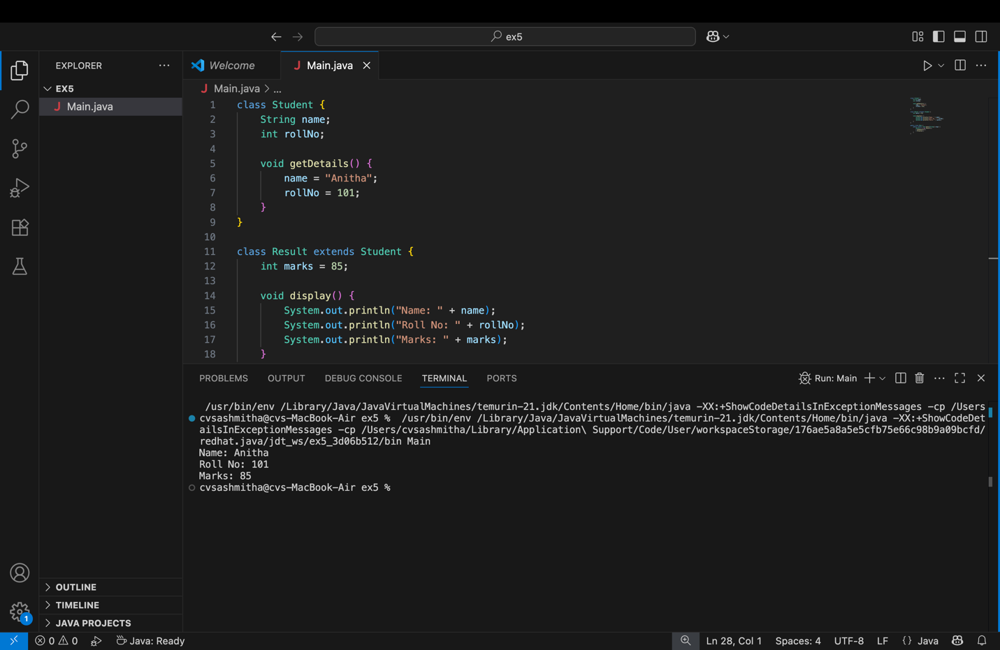 ex5
EXPLORER
Welcome
Main.java
EX5
Main.java
Main.java > ...
1 class Student {
2 String name;
3 int rollNo;
4
5 void getDetails() {
6 name = "Anitha";
7 rollNo = 101;
8 }
9 }
10
11 class Result extends Student {
12 int marks = 85;
13
14 void display() {
15 System.out.println("Name: " + name);
16 System.out.println("Roll No: " + rollNo);
17 System.out.println("Marks: " + marks);
18 }
PROBLEMS OUTPUT DEBUG CONSOLE TERMINAL PORTS
Run: Main
/usr/bin/env /Library/Java/JavaVirtualMachines/temurin-21.jdk/Contents/Home/bin/java -XX:+ShowCodeDetailsInExceptionMessages -cp /Users
cvsashmitha@cvs-MacBook-Air ex5 % /usr/bin/env /Library/Java/JavaVirtualMachines/temurin-21.jdk/Contents/Home/bin/java -XX:+ShowCodeDet
ailsInExceptionMessages -cp /Users/cvsashmitha/Library/Application\ Support/Code/User/workspaceStorage/176ae5a8a5e5cfb75e66c98b9a09bcfd/
redhat.java/jdt_ws/ex5_3d06b512/bin Main
Name: Anitha
Roll No: 101
Marks: 85
cvsashmitha@cvs-MacBook-Air ex5 %
OUTLINE
TIMELINE
JAVA PROJECTS
1
0 0 Java: Ready
Ln 28, Col 1 Spaces: 4 UTF-8 LF {} Java